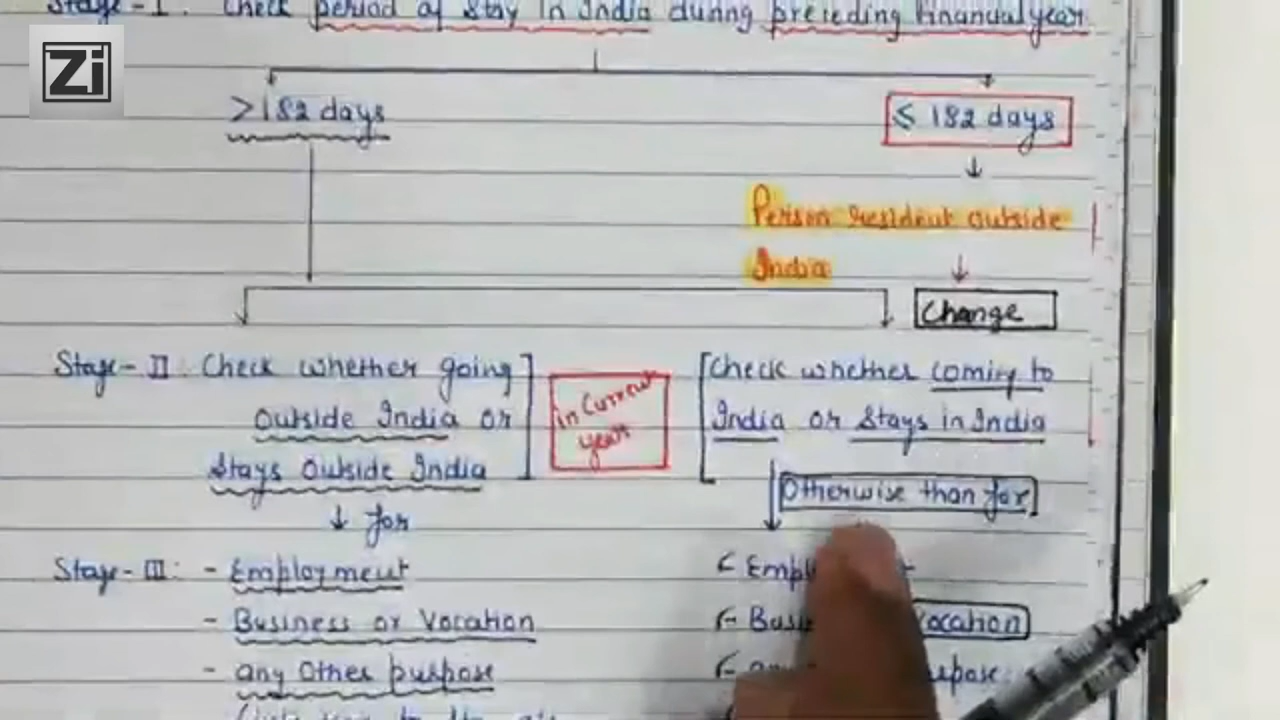 Stage - I : Check period of Stay in India during preceding financial year
Zi
>182 days
≤ 182 days
Person resident outside
India
Change
Stage - II : Check whether going
Outside India or
Stays Outside India
↓ for
in Current
year
Check whether coming to
India or Stays in India
Otherwise than for
Stage - III : - Employment
- Business or Vocation
- any Other purpose